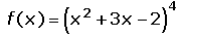 f(x) = (x² + 3x − 2)⁴